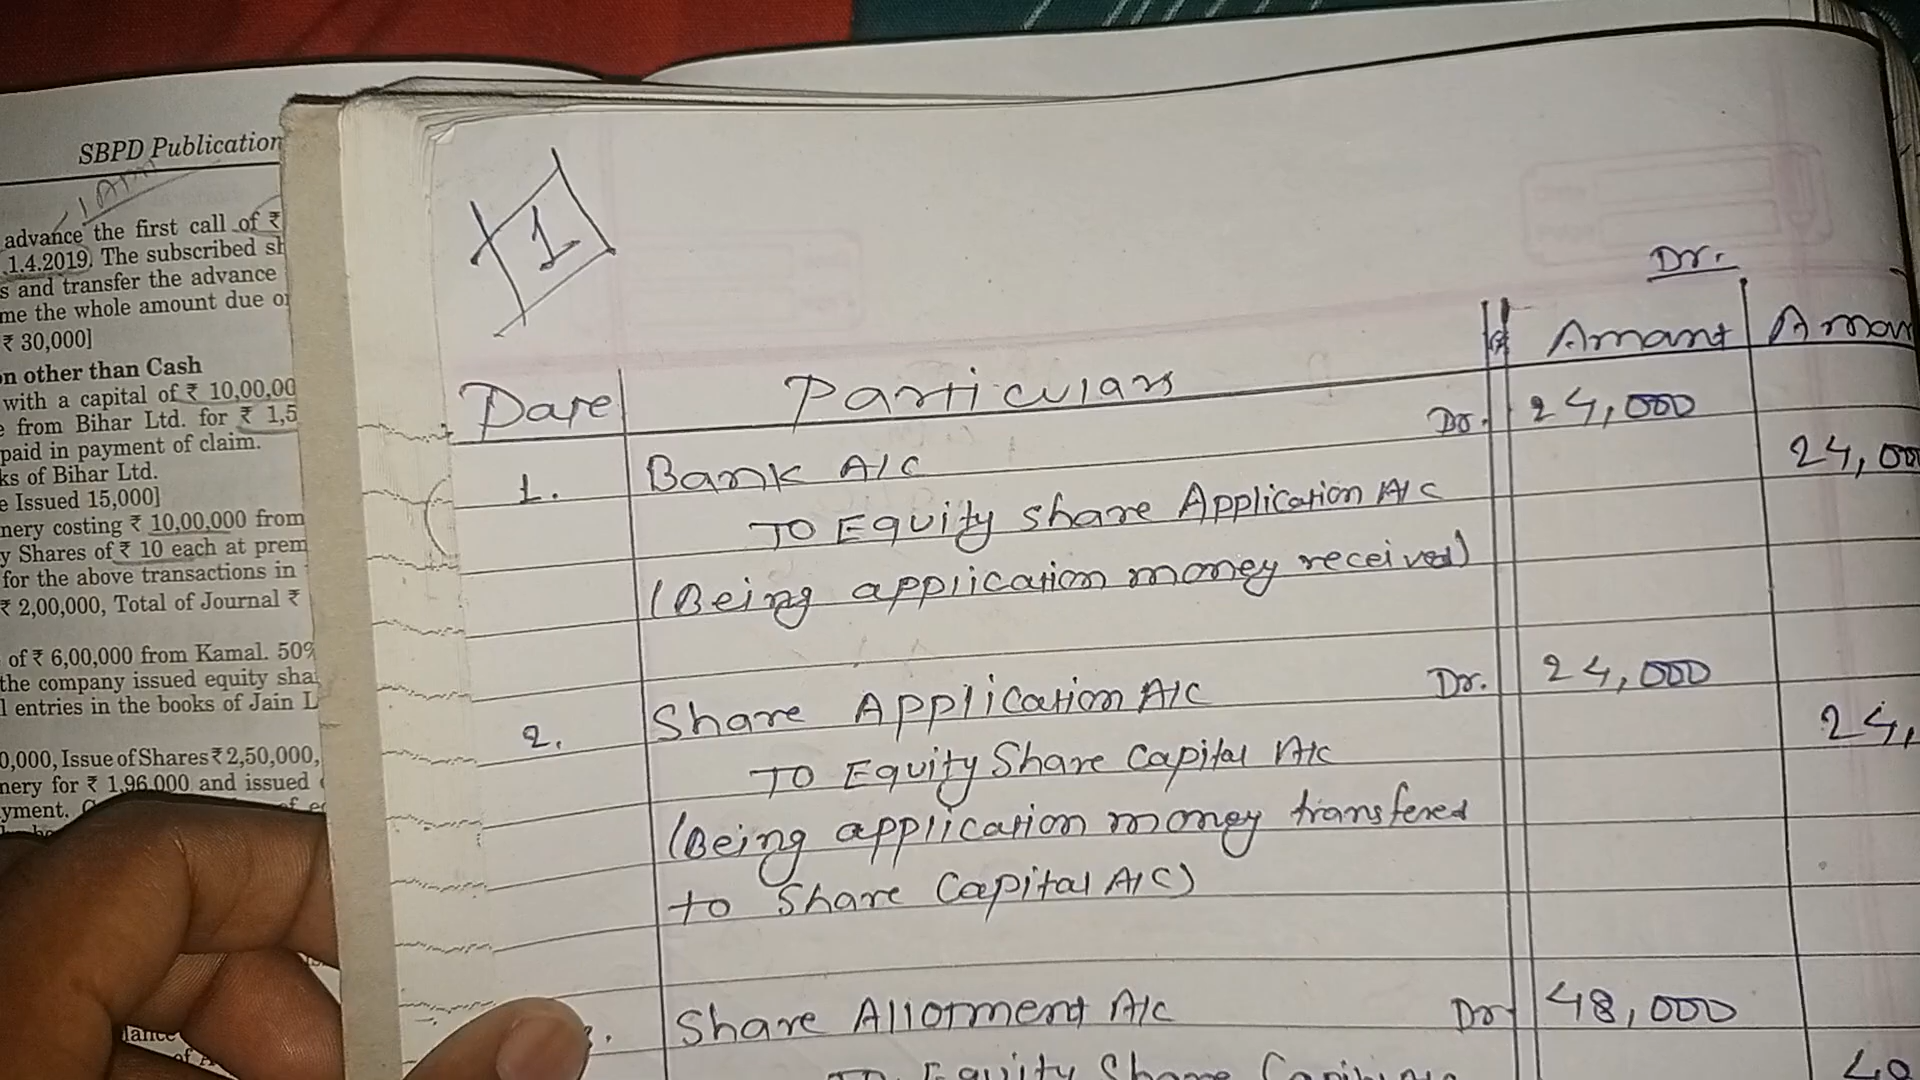 SBPD Publication
advance the first call of ₹
1.4.2019. The subscribed sh
s and transfer the advance
me the whole amount due or
₹ 30,000]
n other than Cash
with a capital of ₹ 10,00,00
e from Bihar Ltd. for ₹ 1,5
paid in payment of claim.
ks of Bihar Ltd.
e Issued 15,000]
nery costing ₹ 10,00,000 from
y Shares of ₹ 10 each at prem
for the above transactions in
₹ 2,00,000, Total of Journal ₹
of ₹ 6,00,000 from Kamal. 50%
the company issued equity sha
l entries in the books of Jain L
0,000, Issue of Shares ₹ 2,50,000,
nery for ₹ 1,96,000 and issued
yment.
1
Dr.
Date Particulars Amant Amou
1. Bank A/c Dr. 24,000
To Equity share Application A/c 24,00
(Being application money received)
2. Share Application A/c Dr. 24,000
To Equity Share Capital A/c 24,
(Being application money transfered
to Share Capital A/c)
Share Allotment A/c Dr 48,000
To Equity Share